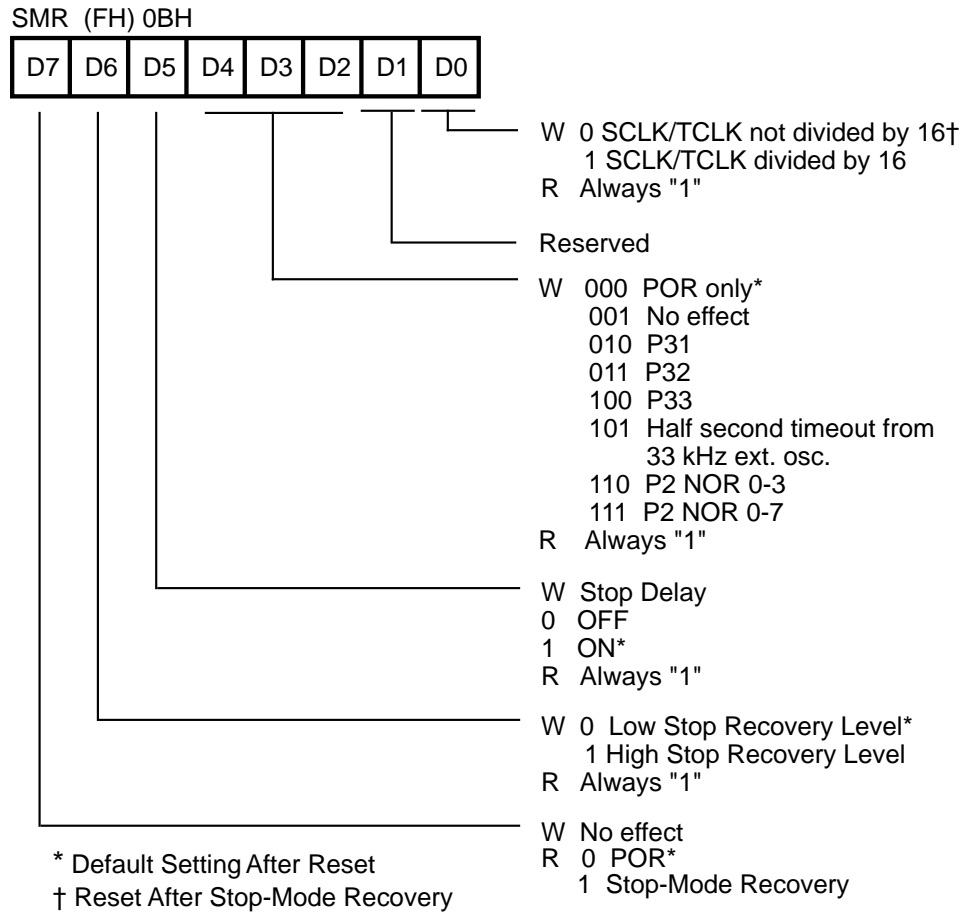 SMR (FH) 0BH
D7 D6 D5 D4 D3 D2 D1 D0
W 0 SCLK/TCLK not divided by 16†
1 SCLK/TCLK divided by 16
R Always "1"
Reserved
W 000 POR only*
001 No effect
010 P31
011 P32
100 P33
101 Half second timeout from
33 kHz ext. osc.
110 P2 NOR 0-3
111 P2 NOR 0-7
R Always "1"
W Stop Delay
0 OFF
1 ON*
R Always "1"
W 0 Low Stop Recovery Level*
1 High Stop Recovery Level
R Always "1"
W No effect
R 0 POR*
1 Stop-Mode Recovery
* Default Setting After Reset
† Reset After Stop-Mode Recovery